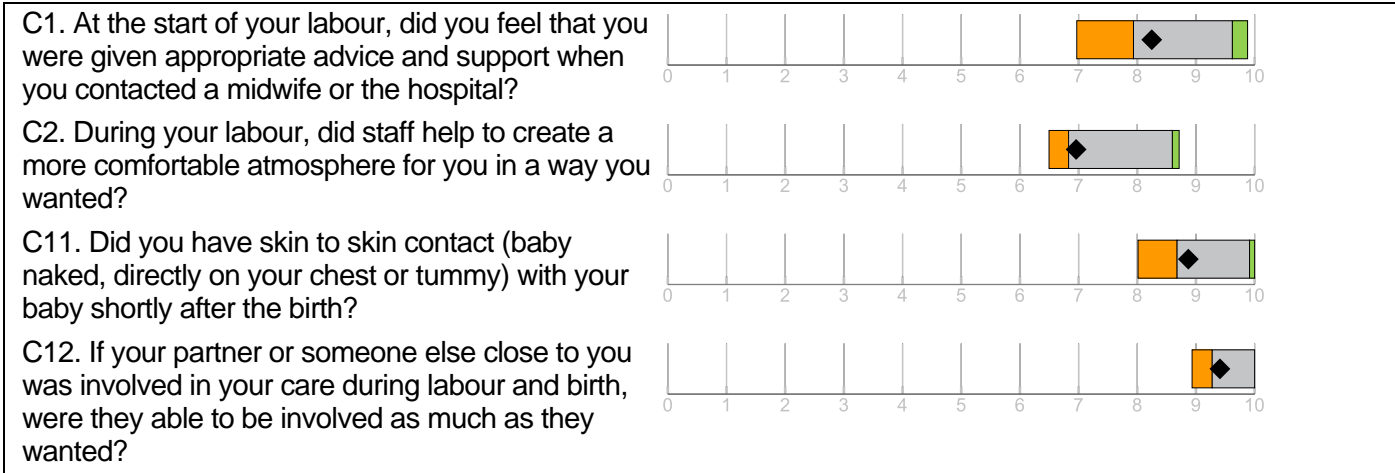 C1. At the start of your labour, did you feel that you
were given appropriate advice and support when
you contacted a midwife or the hospital?
0 1 2 3 4 5 6 7 8 9 10
C2. During your labour, did staff help to create a
more comfortable atmosphere for you in a way you
wanted?
0 1 2 3 4 5 6 7 8 9 10
C11. Did you have skin to skin contact (baby
naked, directly on your chest or tummy) with your
baby shortly after the birth?
0 1 2 3 4 5 6 7 8 9 10
C12. If your partner or someone else close to you
was involved in your care during labour and birth,
were they able to be involved as much as they
wanted?
0 1 2 3 4 5 6 7 8 9 10